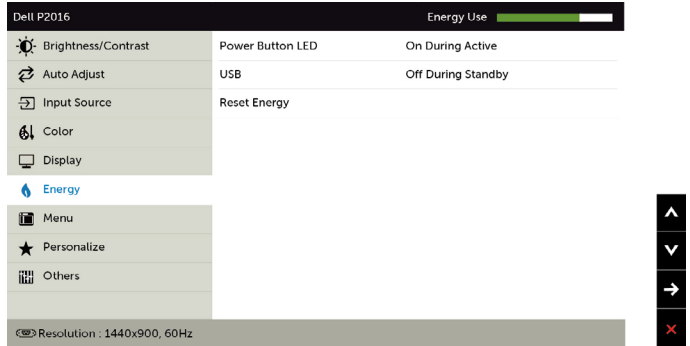 Dell P2016 Energy Use
Brightness/Contrast Power Button LED On During Active
Auto Adjust USB Off During Standby
Input Source Reset Energy
Color
Display
Energy
Menu
Personalize
Others
Resolution : 1440x900, 60Hz